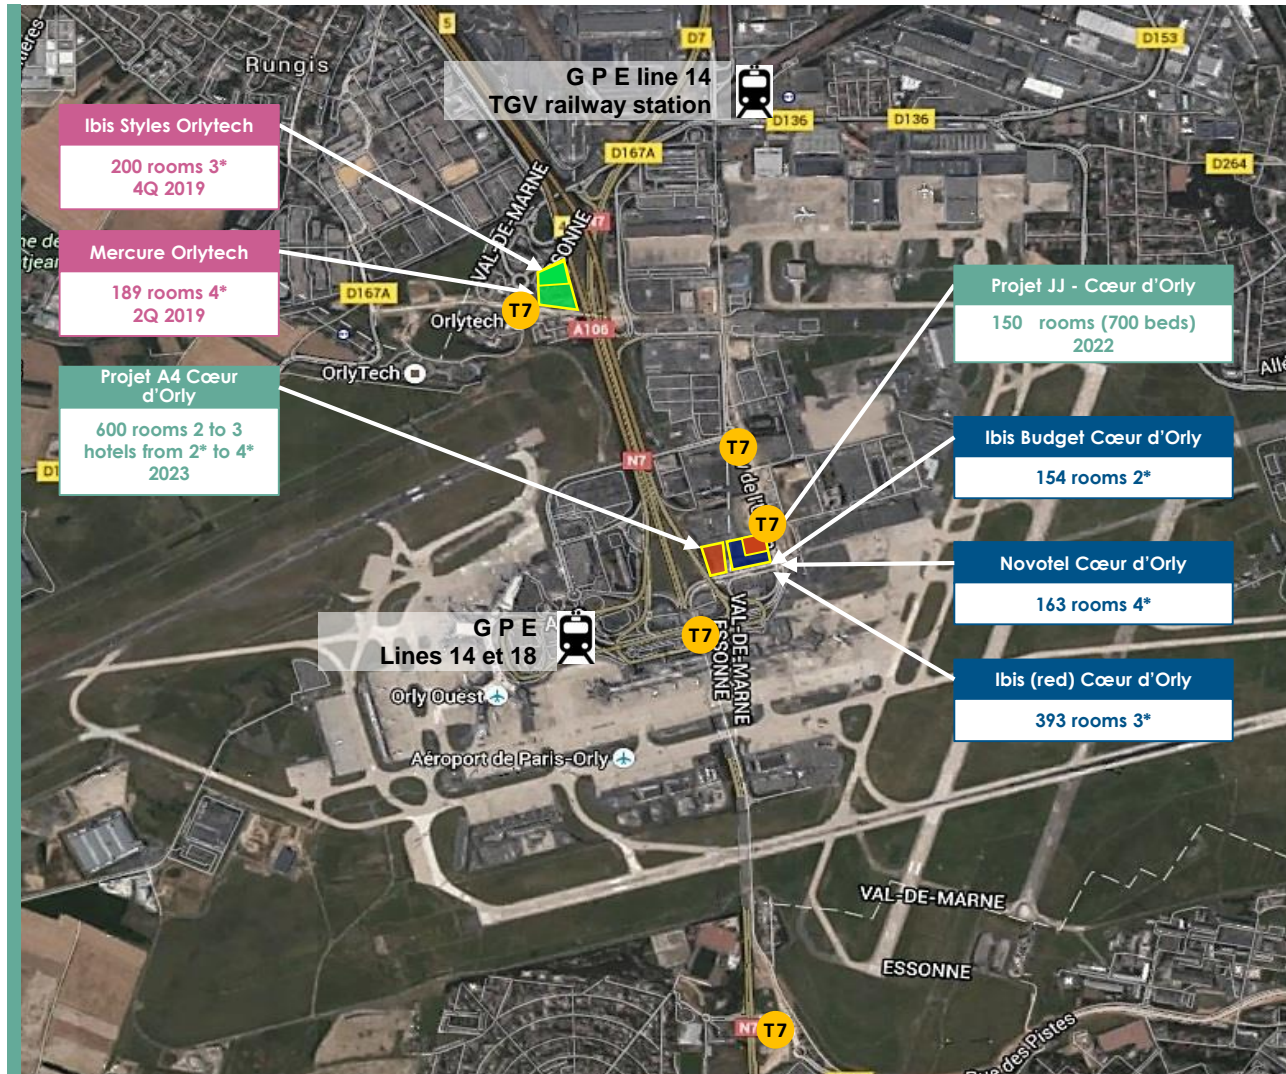 Rungis
5
D7
D153
G P E line 14
TGV railway station
D136
D136
D167A
D264
Ibis Styles Orlytech
200 rooms 3*
4Q 2019
VAL-DE-MARNE
N7
Mercure Orlytech
189 rooms 4*
2Q 2019
D167A
Orlytech
T7
A106
OrlyTech
Projet JJ - Cœur d'Orly
150 rooms (700 beds)
2022
Projet A4 Cœur
d'Orly
600 rooms 2 to 3
hotels from 2* to 4*
2023
N7
T7
T7
Ibis Budget Cœur d'Orly
154 rooms 2*
Novotel Cœur d'Orly
163 rooms 4*
G P E
Lines 14 et 18
T7
VAL-DE-MARNE
ESSONNE
Ibis (red) Cœur d'Orly
393 rooms 3*
Orly Ouest
Aéroport de Paris-Orly
VAL-DE-MARNE
ESSONNE
N7
T7
Rue des Pistes